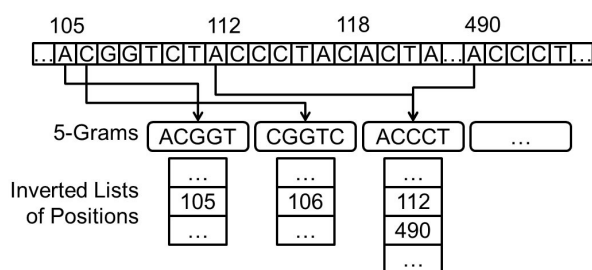 105 112 118 490
...ACGGTCTACCCTACACTA...ACCCT...
5-Grams ACGGT CGGTC ACCCT ...
... ... ...
Inverted Lists 105 106 112
of Positions ... ... 490
...